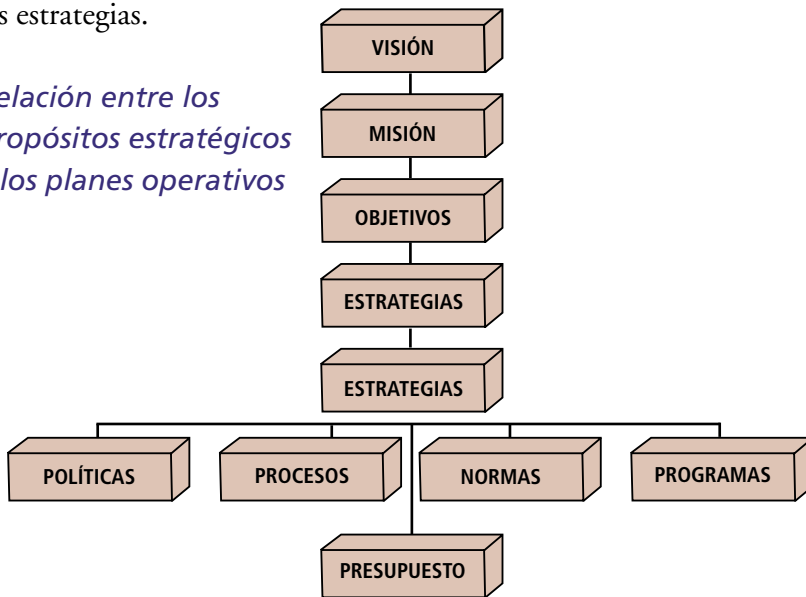 s estrategias.
elación entre los
ropósitos estratégicos
los planes operativos
VISIÓN
MISIÓN
OBJETIVOS
ESTRATEGIAS
ESTRATEGIAS
POLÍTICAS
PROCESOS
NORMAS
PROGRAMAS
PRESUPUESTO